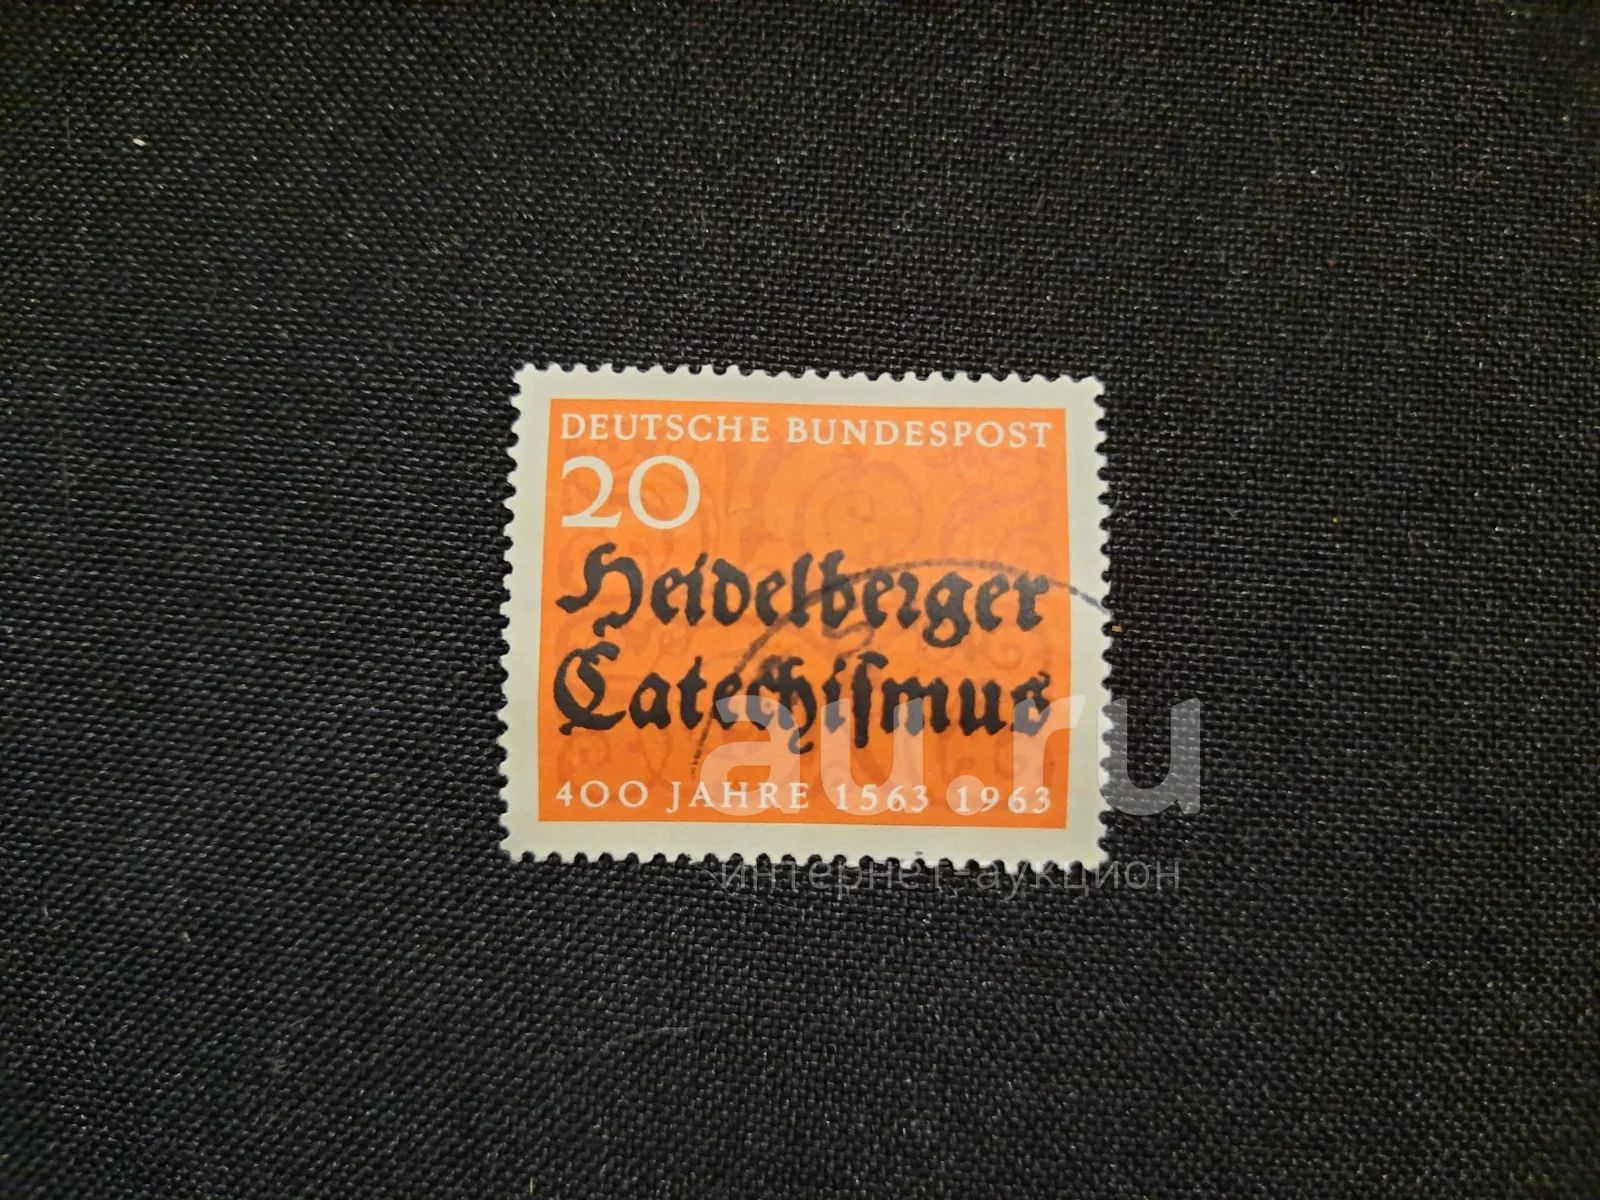 DEUTSCHE BUNDESPOST
20
Heidelberger
Catechiſmus
400 JAHRE 1563 1963
au.ru
интернет-аукцион